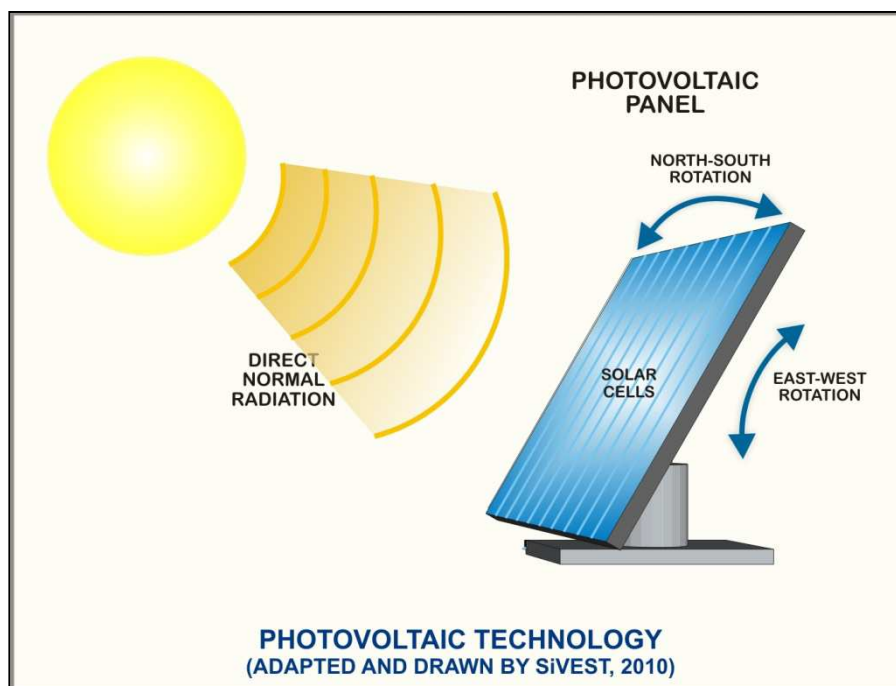 PHOTOVOLTAIC
PANEL
NORTH-SOUTH
ROTATION
DIRECT
NORMAL
RADIATION
SOLAR
CELLS
EAST-WEST
ROTATION
PHOTOVOLTAIC TECHNOLOGY
(ADAPTED AND DRAWN BY SiVEST, 2010)